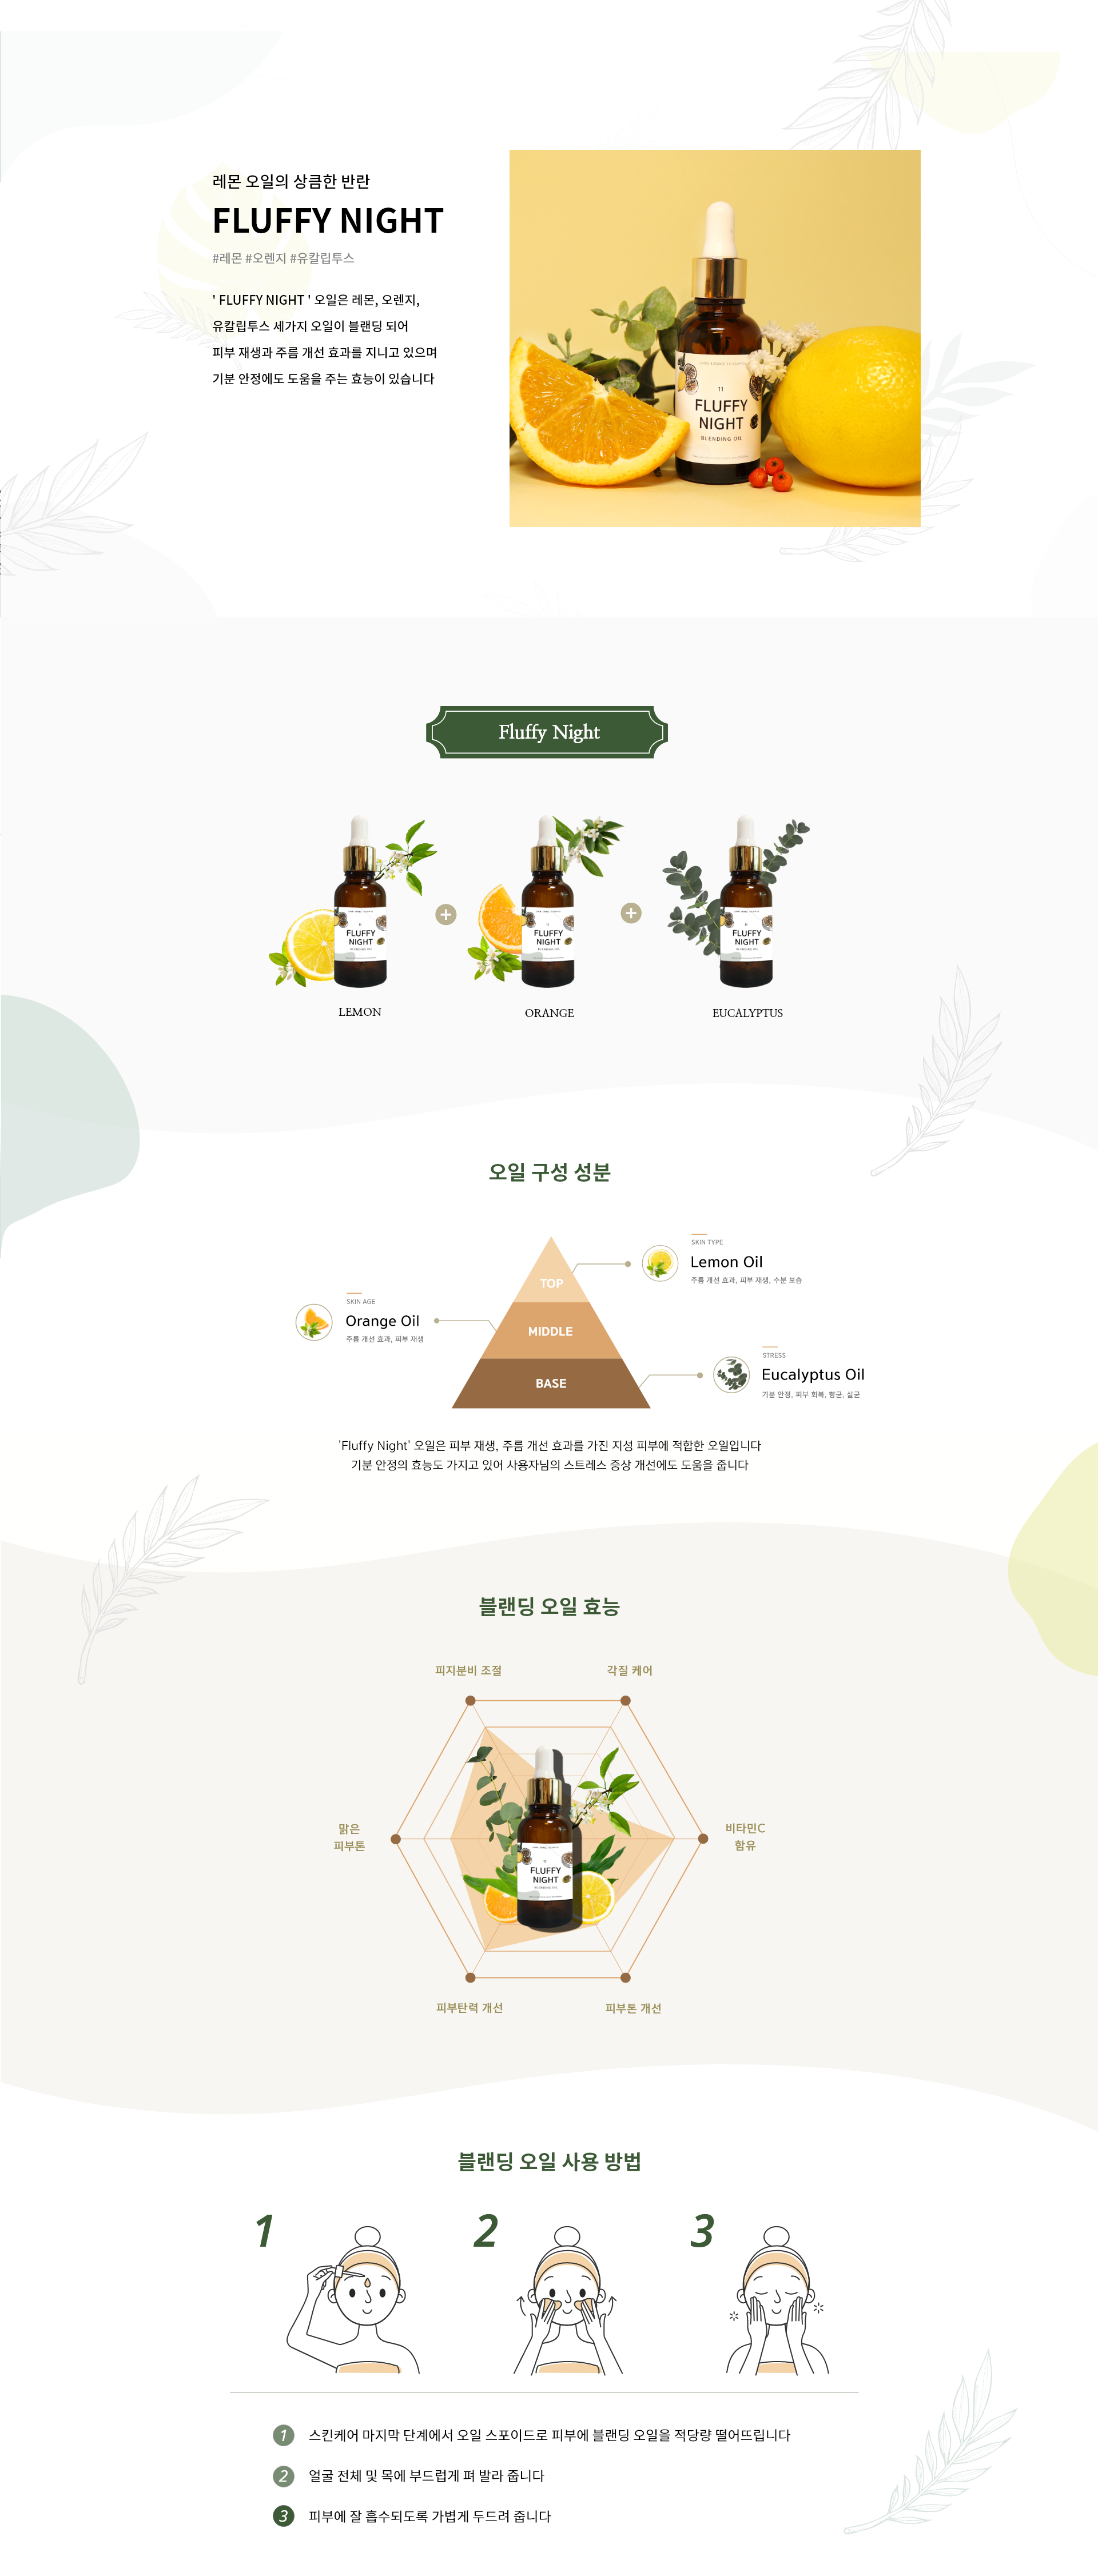 레몬 오일의 상큼한 반란
FLUFFY NIGHT
#레몬 #오렌지 #유칼립투스
' FLUFFY NIGHT ' 오일은 레몬, 오렌지,
유칼립투스 세가지 오일이 블랜딩 되어
피부 재생과 주름 개선 효과를 지니고 있으며
기분 안정에도 도움을 주는 효능이 있습니다
11
FLUFFY
NIGHT
BLENDING OIL
Fluffy Night
FLUFFY
NIGHT
BLENDING OIL
FLUFFY
NIGHT
BLENDING OIL
FLUFFY
NIGHT
BLENDING OIL
LEMON
ORANGE
EUCALYPTUS
오일 구성 성분
TOP
MIDDLE
BASE
SKIN TYPE
Lemon Oil
주름 개선 효과, 피부 재생, 수분 보습
SKIN AGE
Orange Oil
주름 개선 효과, 피부 재생
STRESS
Eucalyptus Oil
기분 안정, 피부 회복, 향균, 살균
'Fluffy Night' 오일은 피부 재생, 주름 개선 효과를 가진 지성 피부에 적합한 오일입니다
기분 안정의 효능도 가지고 있어 사용자님의 스트레스 증상 개선에도 도움을 줍니다
블랜딩 오일 효능
피지분비 조절
각질 케어
맑은
피부톤
비타민C
함유
FLUFFY
NIGHT
BLENDING OIL
피부탄력 개선
피부톤 개선
블랜딩 오일 사용 방법
1
2
3
1 스킨케어 마지막 단계에서 오일 스포이드로 피부에 블랜딩 오일을 적당량 떨어뜨립니다
2 얼굴 전체 및 목에 부드럽게 펴 발라 줍니다
3 피부에 잘 흡수되도록 가볍게 두드려 줍니다